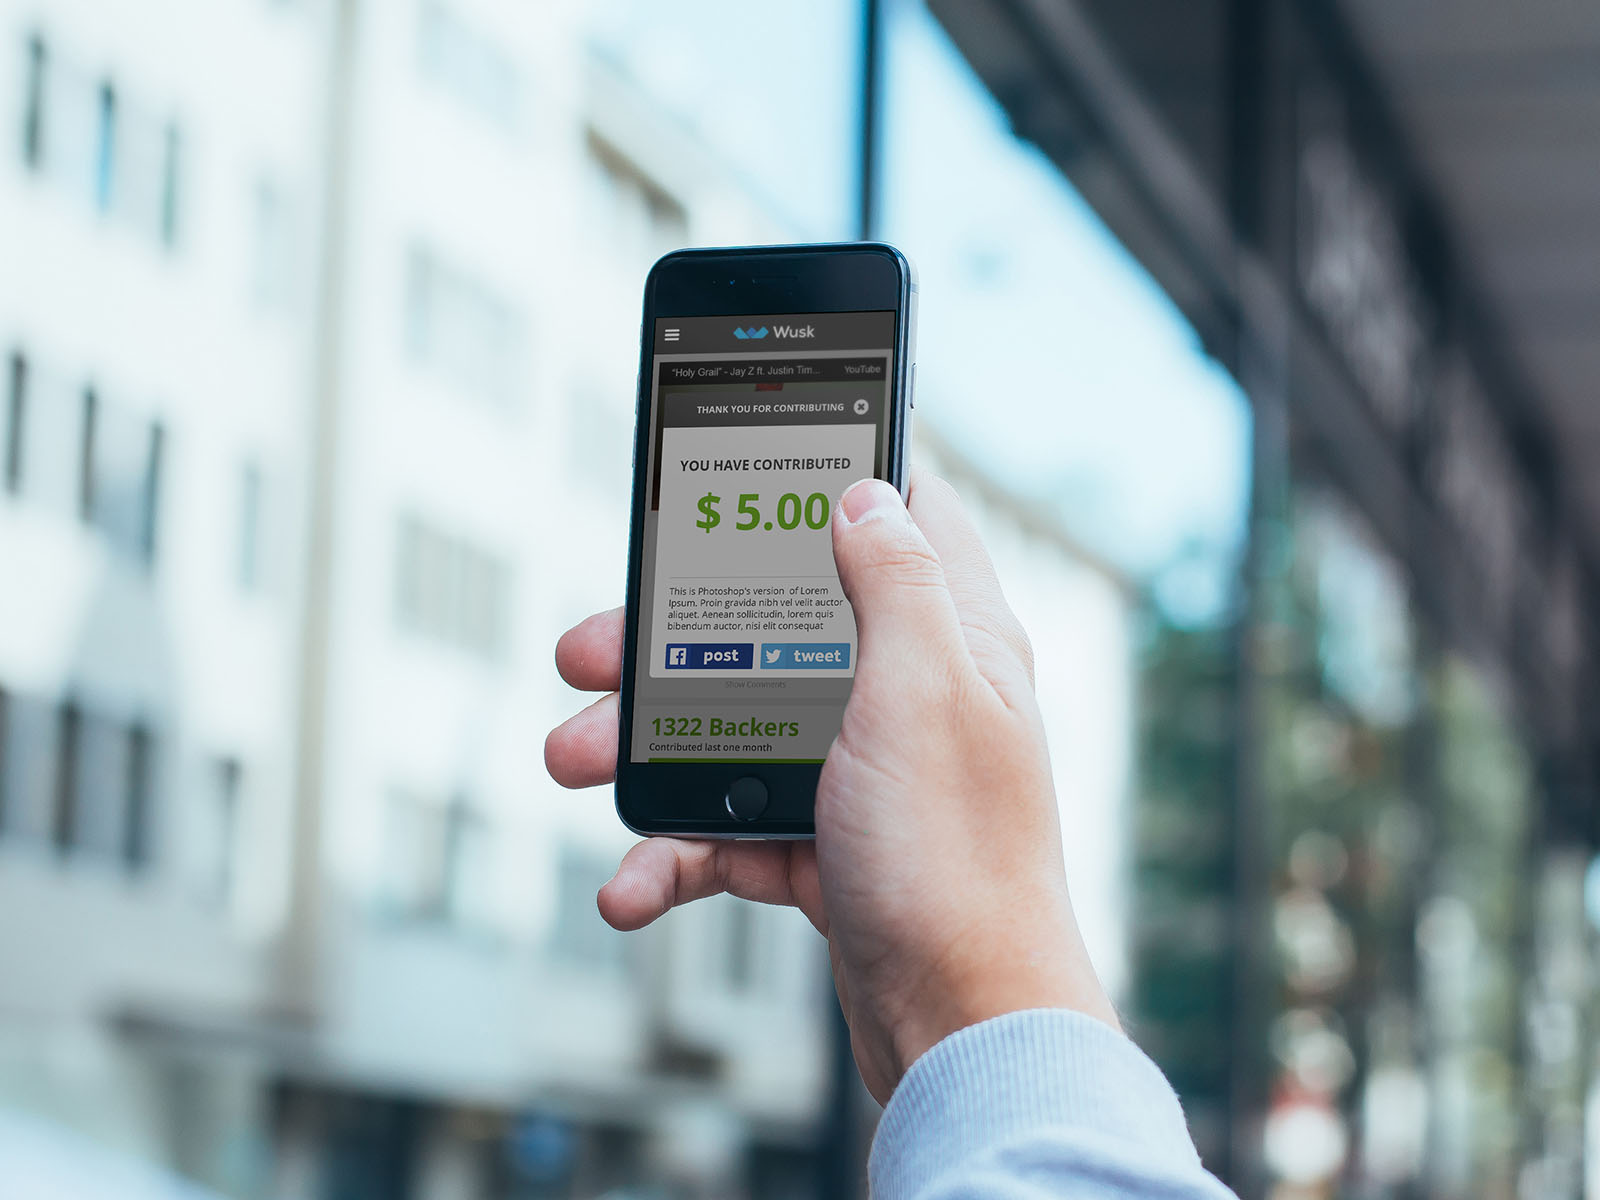 Wusk
"Holy Grail" - Jay Z ft. Justin Tim... YouTube
THANK YOU FOR CONTRIBUTING
YOU HAVE CONTRIBUTED
$ 5.00
This is Photoshop's version of Lorem
Ipsum. Proin gravida nibh vel velit auctor
aliquet. Aenean sollicitudin, lorem quis
bibendum auctor, nisi elit consequat
post tweet
Show Comments
1322 Backers
Contributed last one month